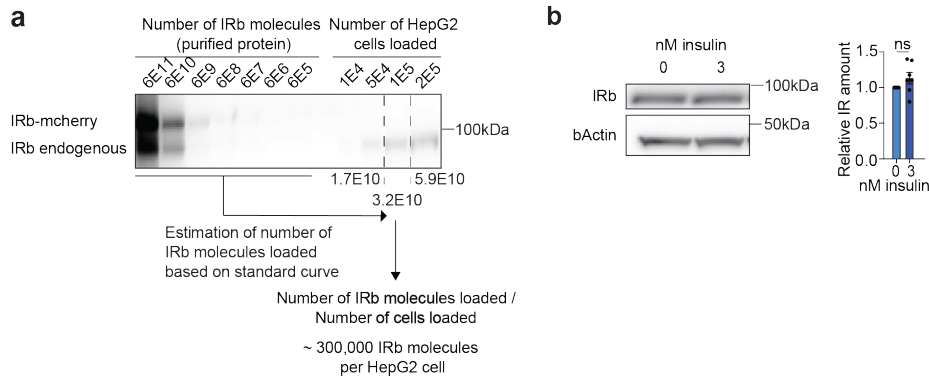 a
Number of IRb molecules
(purified protein)
Number of HepG2
cells loaded
6E11
6E10
6E9
6E8
6E7
6E6
6E5
1E4
5E4
1E5
2E5
IRb-mcherry
IRb endogenous
100kDa
1.7E10
5.9E10
3.2E10
Estimation of number of
IRb molecules loaded
based on standard curve
Number of IRb molecules loaded /
Number of cells loaded
~ 300,000 IRb molecules
per HepG2 cell
b
nM insulin
0 3
IRb
100kDa
bActin
50kDa
Relative IR amount
ns
1.5
1.0
0.5
0.0
0 3
nM insulin